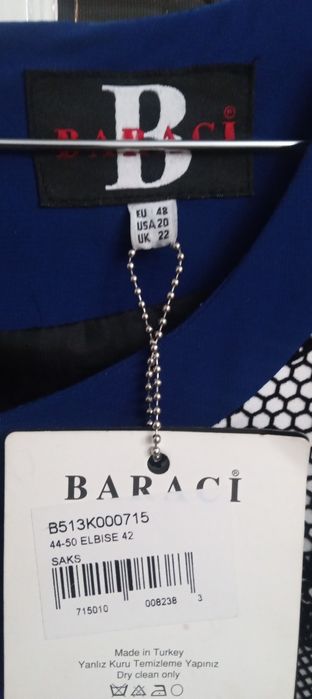 B
BARACİ
EU 48
USA 20
UK 22
BARACİ
B513K000715
44-50 ELBISE 42
SAKS
715010 008238 3
Made in Turkey
Yanlız Kuru Temizleme Yapınız
Dry clean only